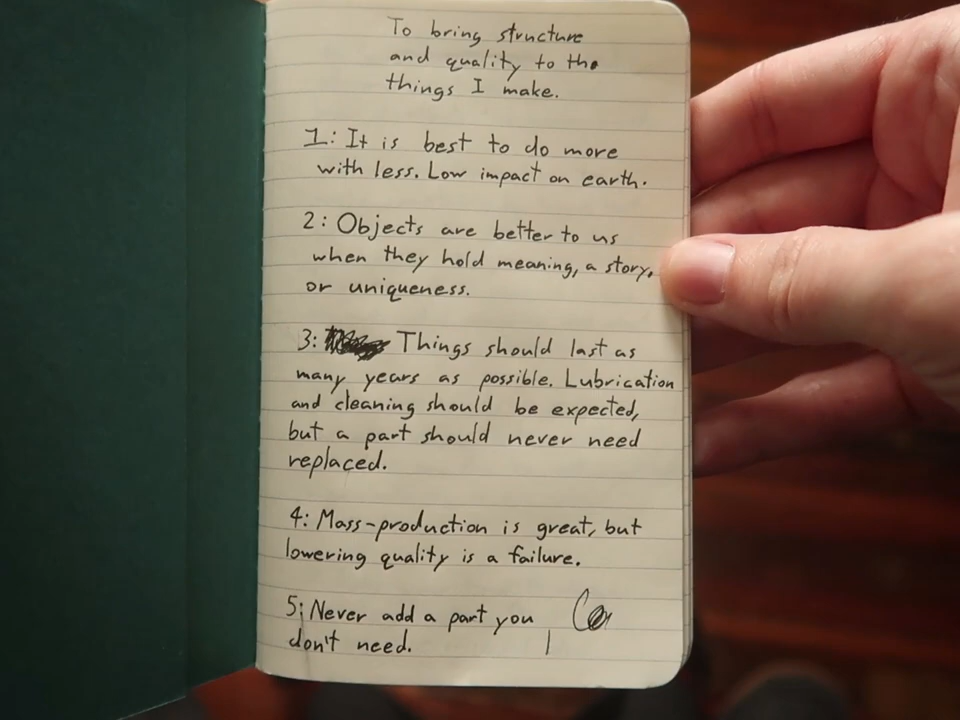 To bring structure
and quality to the
things I make.
1: It is best to do more
with less. Low impact on earth.
2: Objects are better to us
when they hold meaning, a story,
or uniqueness.
3: Things should last as
many years as possible. Lubrication
and cleaning should be expected,
but a part should never need
replaced.
4: Mass-production is great, but
lowering quality is a failure.
5: Never add a part you
don't need.